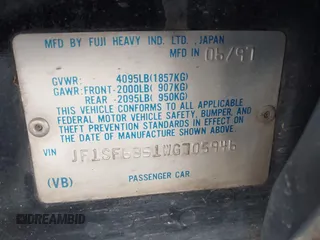 MFD BY FUJI HEAVY IND. LTD., JAPAN
MFD IN 06/97
GVWR: 4095LB(1857KG)
GAWR:FRONT-2000LB( 907KG)
REAR -2095LB( 950KG)
THIS VEHICLE CONFORMS TO ALL APPLICABLE
FEDERAL MOTOR VEHICLE SAFETY, BUMPER,
AND THEFT PREVENTION STANDARDS IN EFFECT ON
THE DATE OF MANUFACTURE SHOWN ABOVE.
VIN
(VB) PASSENGER CAR
DREAMBID